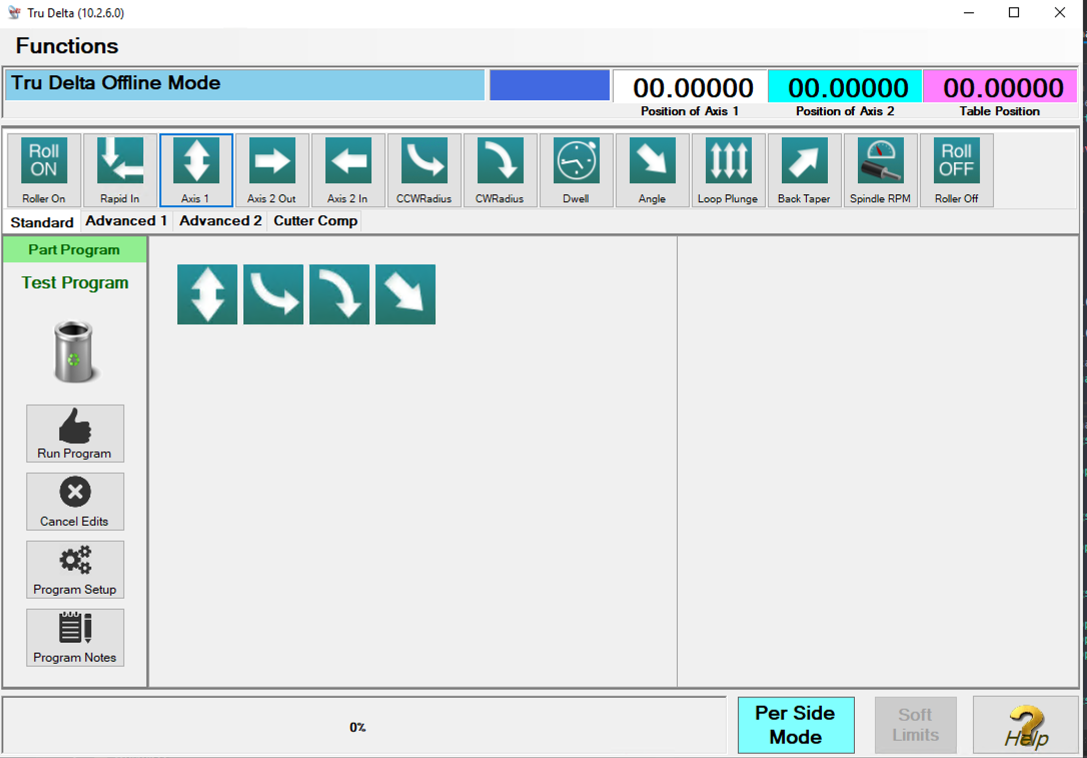 Tru Delta (10.2.6.0)
Functions
Tru Delta Offline Mode
00.00000
00.00000
00.00000
Position of Axis 1
Position of Axis 2
Table Position
Roll ON
Roll OFF
Roller On
Rapid In
Axis 1
Axis 2 Out
Axis 2 In
CCWRadius
CWRadius
Dwell
Angle
Loop Plunge
Back Taper
Spindle RPM
Roller Off
Standard
Advanced 1
Advanced 2
Cutter Comp
Part Program
Test Program
Run Program
Cancel Edits
Program Setup
Program Notes
0%
Per Side
Mode
Soft
Limits
Help